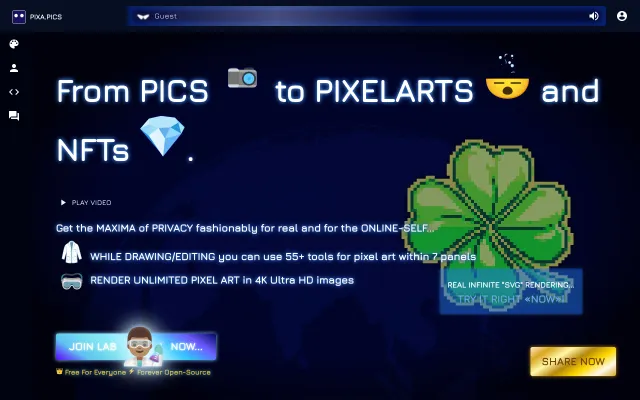 PIXA.PICS
Guest
From PICS to PIXELARTS and
NFTs .
PLAY VIDEO
Get the MAXIMA of PRIVACY fashionably for real and for the ONLINE-SELF...
WHILE DRAWING/EDITING you can use 55+ tools for pixel art within 7 panels
RENDER UNLIMITED PIXEL ART in 4K Ultra HD images
REAL INFINITE "SVG" RENDERING...
TRY IT RIGHT «NOW»!
JOIN LAB NOW...
Free For Everyone Forever Open-Source
SHARE NOW